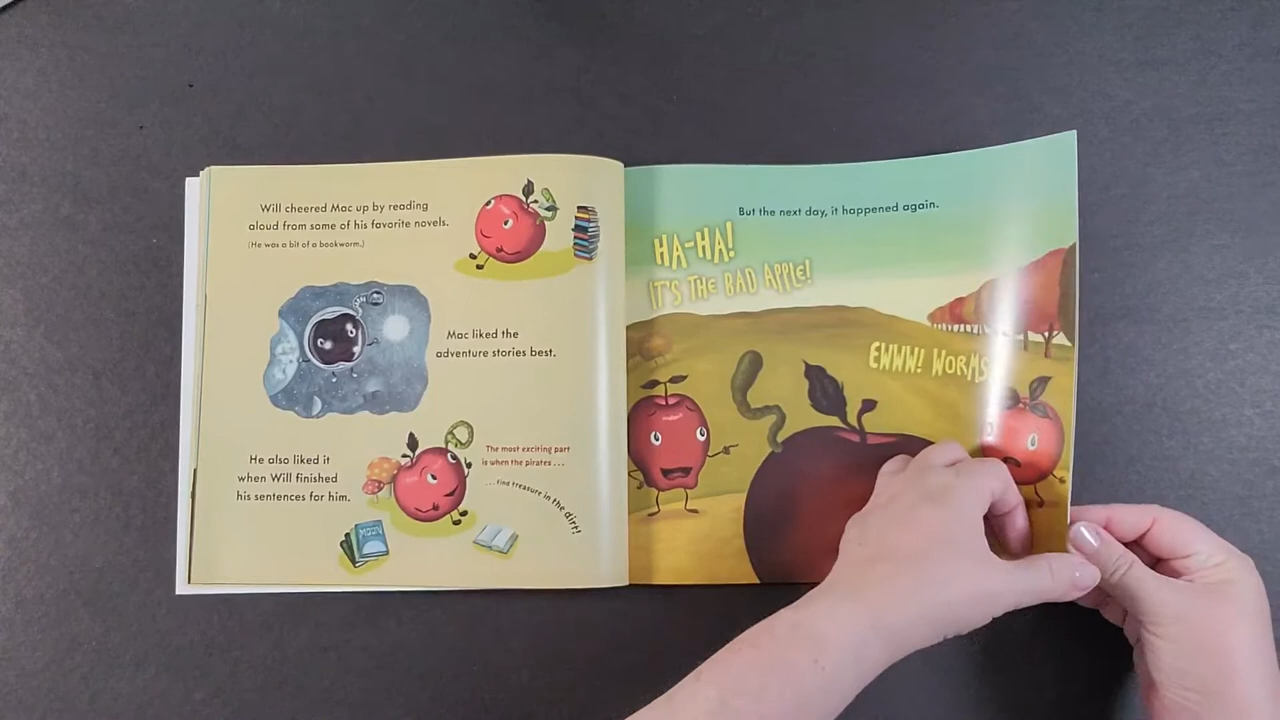 Will cheered Mac up by reading
aloud from some of his favorite novels.
(He was a bit of a bookworm.)
Mac liked the
adventure stories best.
He also liked it
when Will finished
his sentences for him.
The most exciting part
is when the pirates . . .
. . . find treasure in the dirt!
MOON
But the next day, it happened again.
HA-HA!
IT'S THE BAD APPLE!
EWWW! WORMS